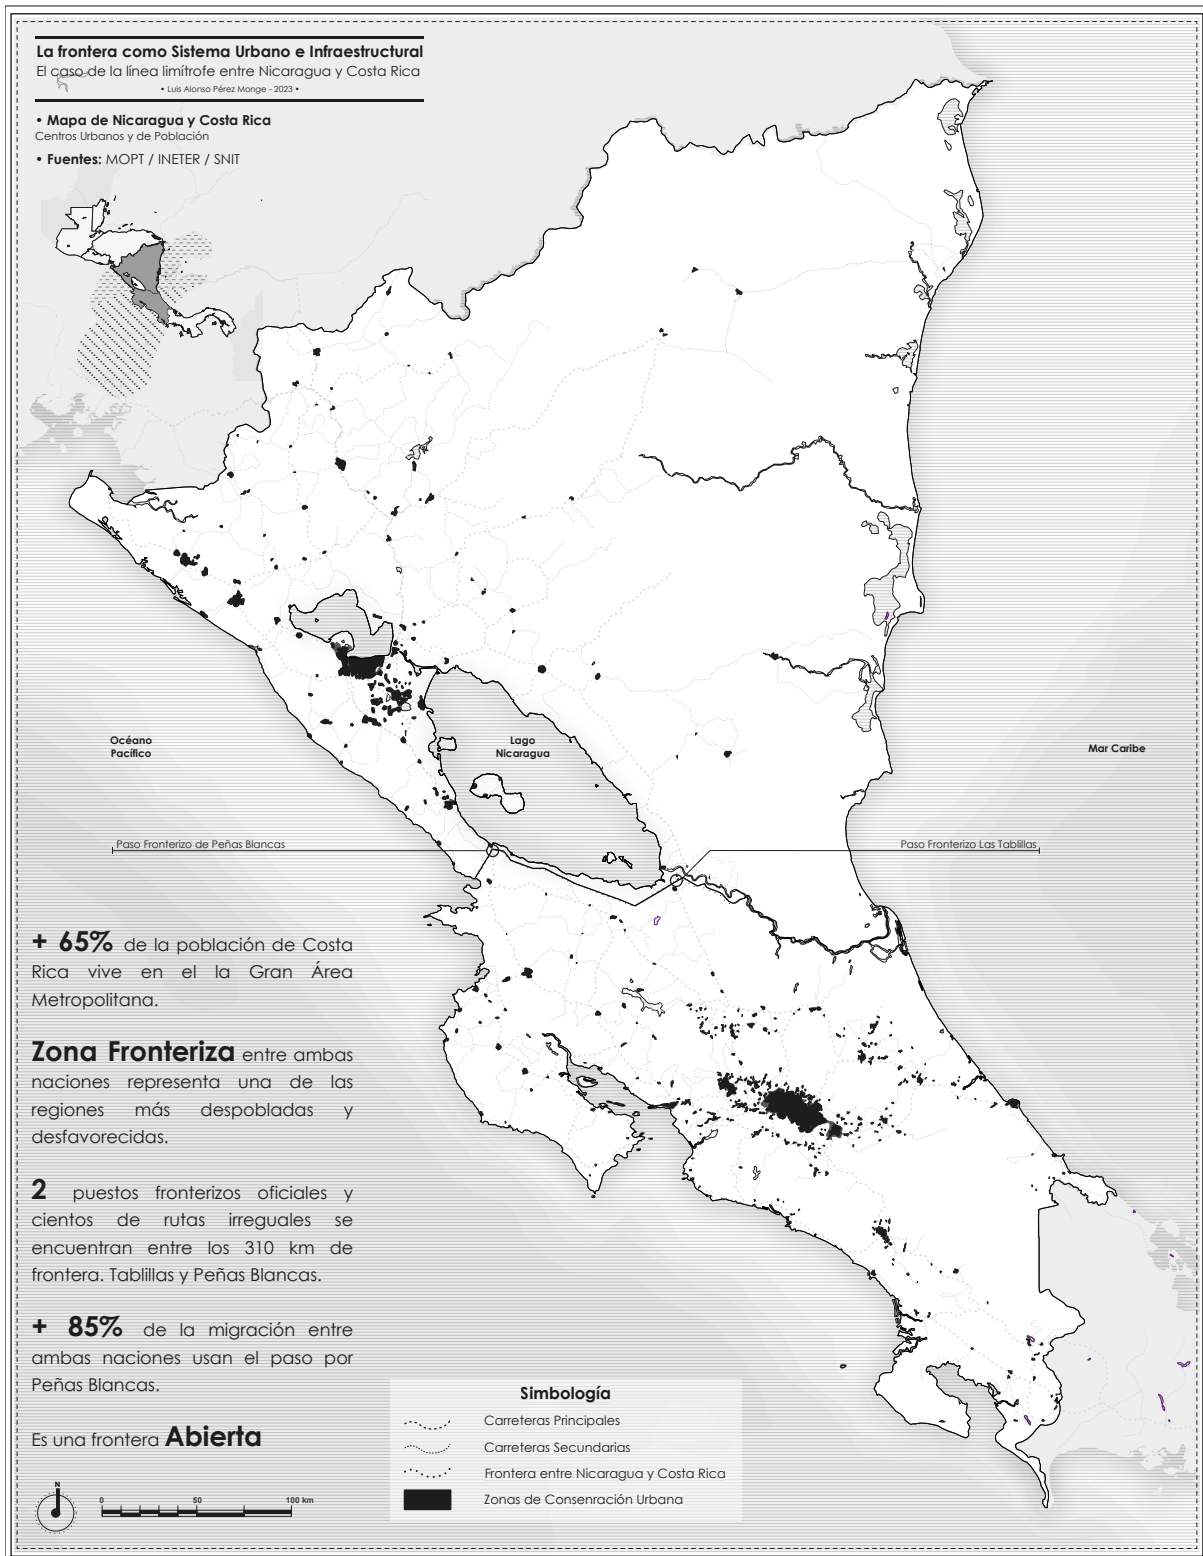 La frontera como Sistema Urbano e Infraestructural
El caso de la línea limítrofe entre Nicaragua y Costa Rica
• Luis Alonso Pérez Monge - 2023 •
• Mapa de Nicaragua y Costa Rica
Centros Urbanos y de Población
• Fuentes: MOPT / INETER / SNIT
Océano
Pacífico
Lago
Nicaragua
Mar Caribe
Paso Fronterizo de Peñas Blancas
Paso Fronterizo Las Tablillas
+ 65% de la población de Costa
Rica vive en el la Gran Área
Metropolitana.
Zona Fronteriza entre ambas
naciones representa una de las
regiones más despobladas y
desfavorecidas.
2 puestos fronterizos oficiales y
cientos de rutas irreguales se
encuentran entre los 310 km de
frontera. Tablillas y Peñas Blancas.
+ 85% de la migración entre
ambas naciones usan el paso por
Peñas Blancas.
Es una frontera Abierta
N
0 50 100 km
Simbología
Carreteras Principales
Carreteras Secundarias
Frontera entre Nicaragua y Costa Rica
Zonas de Consenración Urbana